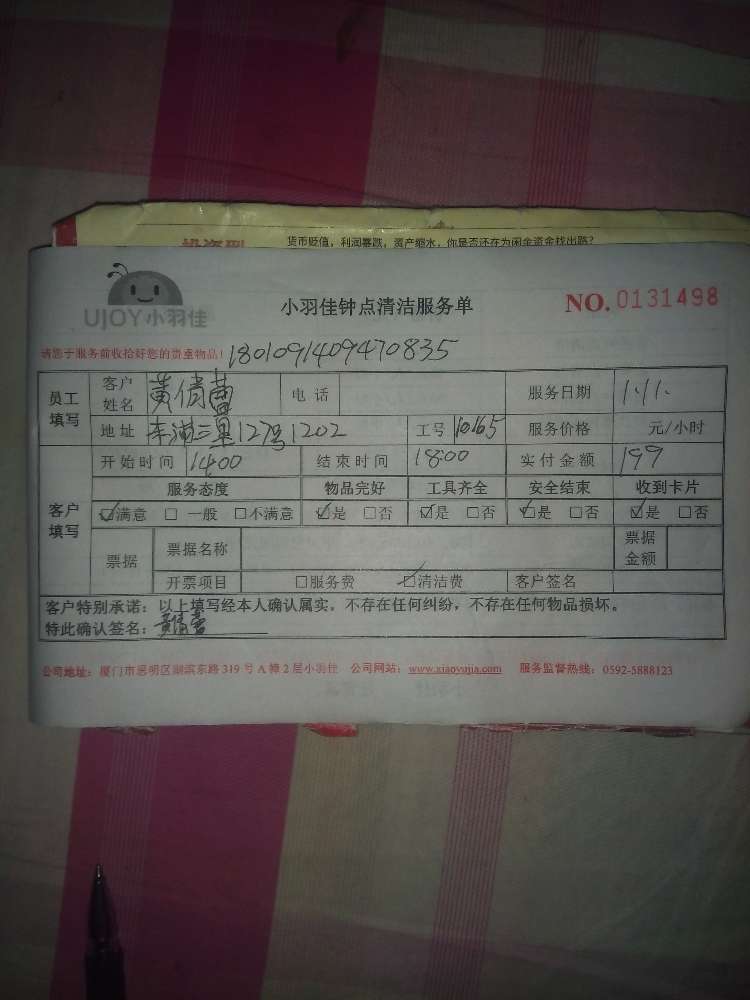 货币贬值，利润暴跌，资产缩水，你是否还在为闲余资金找出路？
UJOY小羽佳
小羽佳钟点清洁服务单
NO. 0131498
请您于服务前收拾好您的贵重物品！
180109140947 0835
员工填写 客户姓名 黄倩 电话 服务日期 1.11.
地址 李浦三里127号1202 工号 10165 服务价格 元/小时
客户填写 开始时间 14:00 结束时间 18:00 实付金额 199
服务态度 物品完好 工具齐全 安全结束 收到卡片
☑满意 □一般 □不满意 ☑是 □否 ☑是 □否 ☑是 □否 ☑是 □否
票据 票据名称 票据金额
开票项目 □服务费 ☑清洁费 客户签名
客户特别承诺：以上填写经本人确认属实，不存在任何纠纷，不存在任何物品损坏。
特此确认签名：黄倩
公司地址：厦门市思明区湖滨东路 319 号 A 幢 2 层小羽佳 公司网站：www.xiaoyujia.com 服务监督热线：0592-5888123